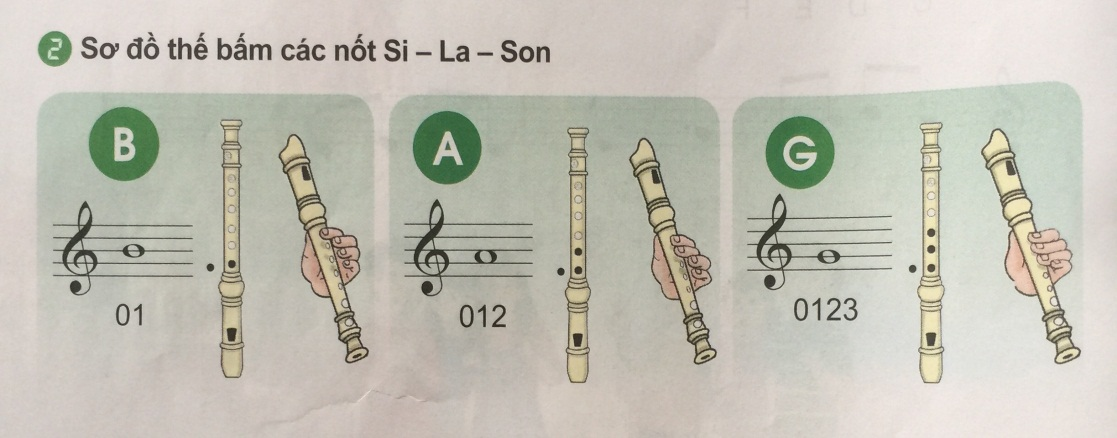 2 Sơ đồ thế bấm các nốt Si – La – Son
B
01
A
012
G
0123